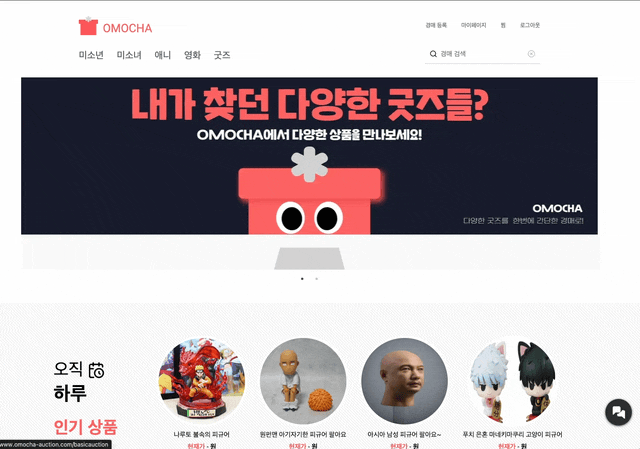 OMOCHA
경매 등록 마이페이지 찜 로그아웃
미소년 미소녀 애니 영화 굿즈
경매 검색
내가 찾던 다양한 굿즈들?
OMOCHA에서 다양한 상품을 만나보세요!
OMOCHA
다양한 굿즈를 한번에 간단한 경매로!
오직
하루
인기 상품
나루토 불속의 피규어
현재가 - 원
원펀맨 아기자기한 피규어 팔아요
현재가 - 원
아시아 남성 피규어 팔아요~
현재가 - 원
푸치 은혼 마네키마쿠리 고양이 피규어
현재가 - 원
www.omocha-auction.com/basicauction